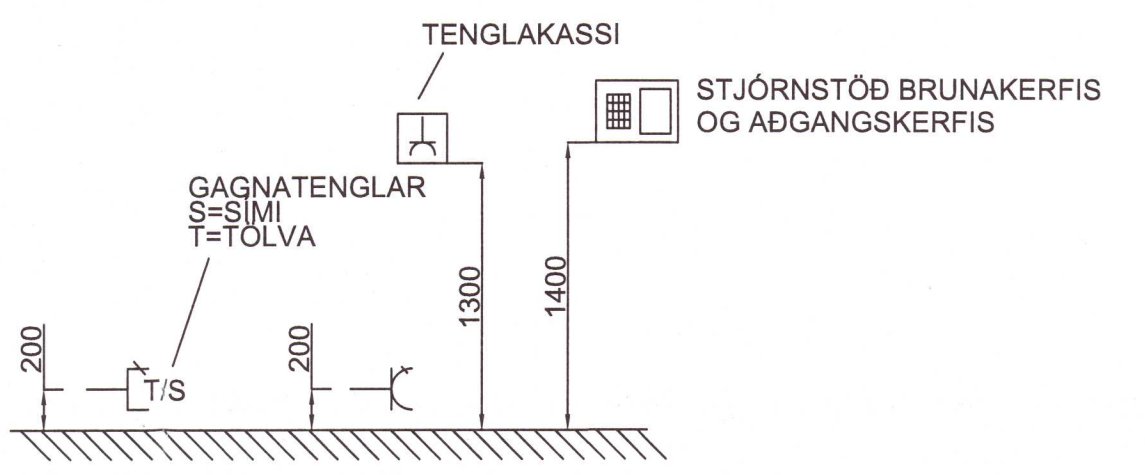 TENGLAKASSI
STJÓRNSTÖÐ BRUNAKERFIS
OG AÐGANGSKERFIS
GAGNATENGLAR
S=SÍMI
T=TÖLVA
1300
1400
200
200
T/S